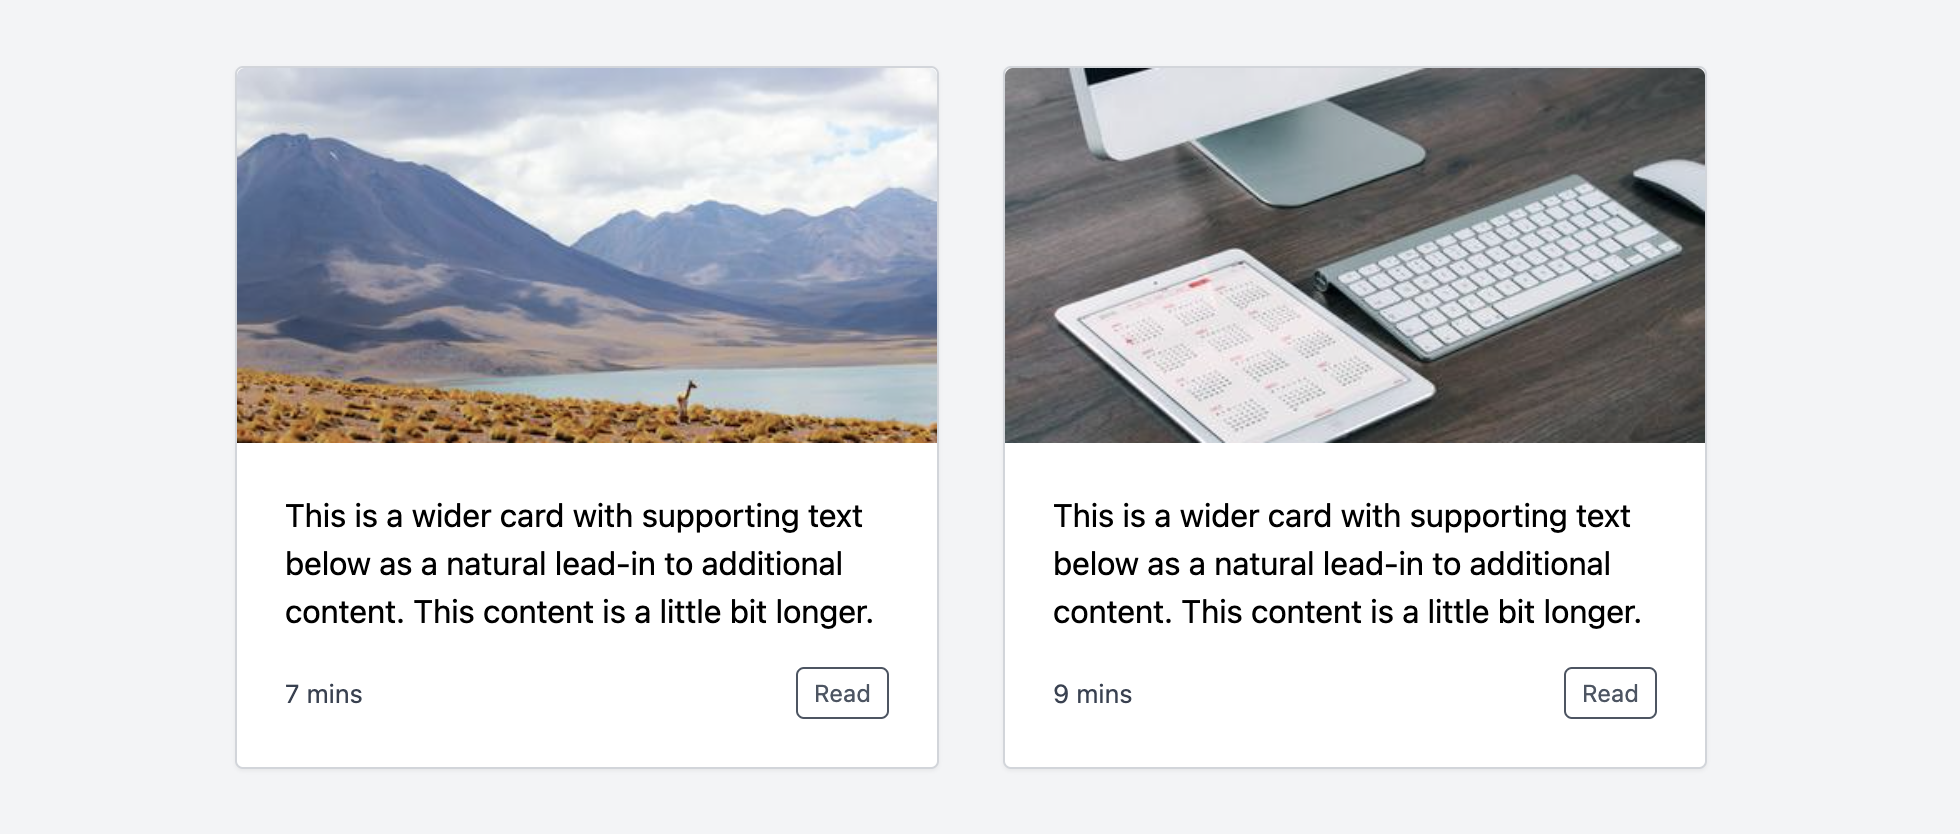 This is a wider card with supporting text
below as a natural lead-in to additional
content. This content is a little bit longer.
7 mins
Read
This is a wider card with supporting text
below as a natural lead-in to additional
content. This content is a little bit longer.
9 mins
Read